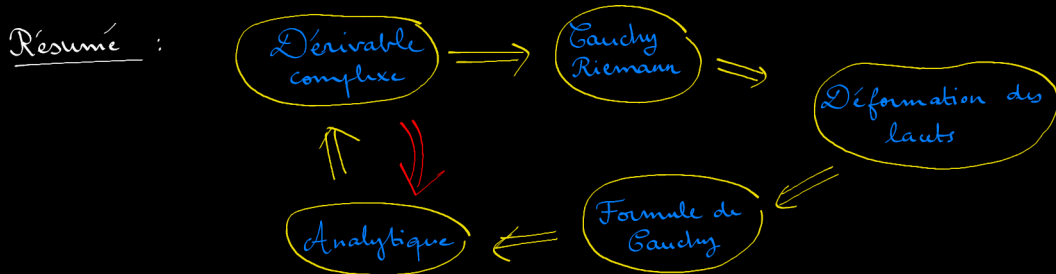 Résumé :
Dérivable
complexe
Cauchy
Riemann
Déformation des
lacets
Formule de
Cauchy
Analytique